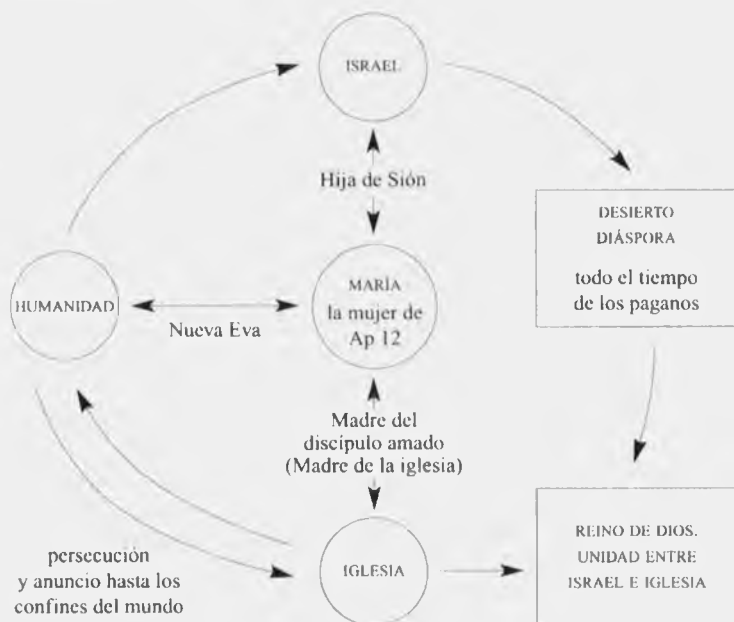 ISRAEL
Hija de Sión
DESIERTO
DIÁSPORA
todo el tiempo
de los paganos
HUMANIDAD
Nueva Eva
MARÍA
la mujer de
Ap 12
Madre del
discípulo amado
(Madre de la iglesia)
persecución
y anuncio hasta los
confines del mundo
IGLESIA
REINO DE DIOS.
UNIDAD ENTRE
ISRAEL E IGLESIA